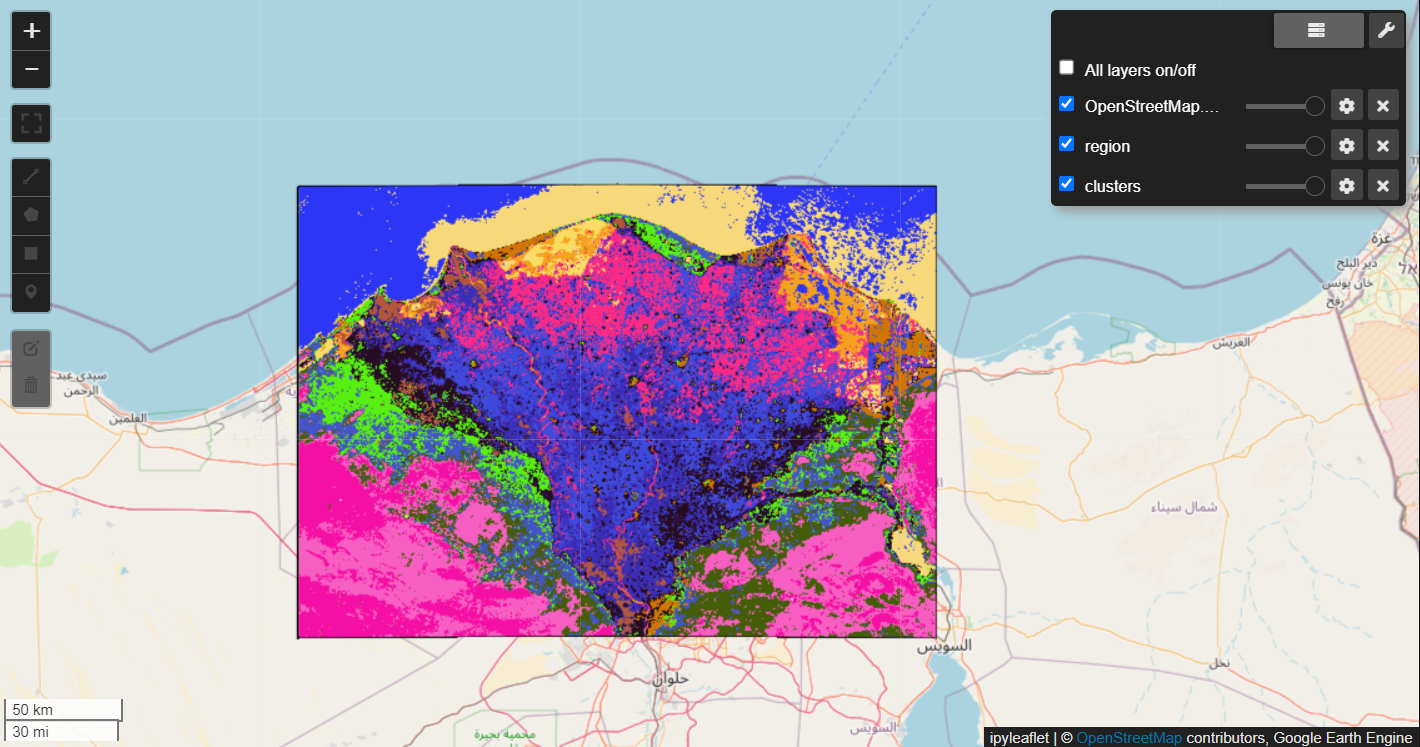 +
−
All layers on/off
OpenStreetMap....
region
clusters
غزة
دير البلح
خان يونس
رفح
العريش
سيدي عبد
الرحمن
العلمين
شمال سيناء
السويس
نخل
حلوان
السويس
محمية بحيرة
50 km
30 mi
ipyleaflet | © OpenStreetMap contributors, Google Earth Engine